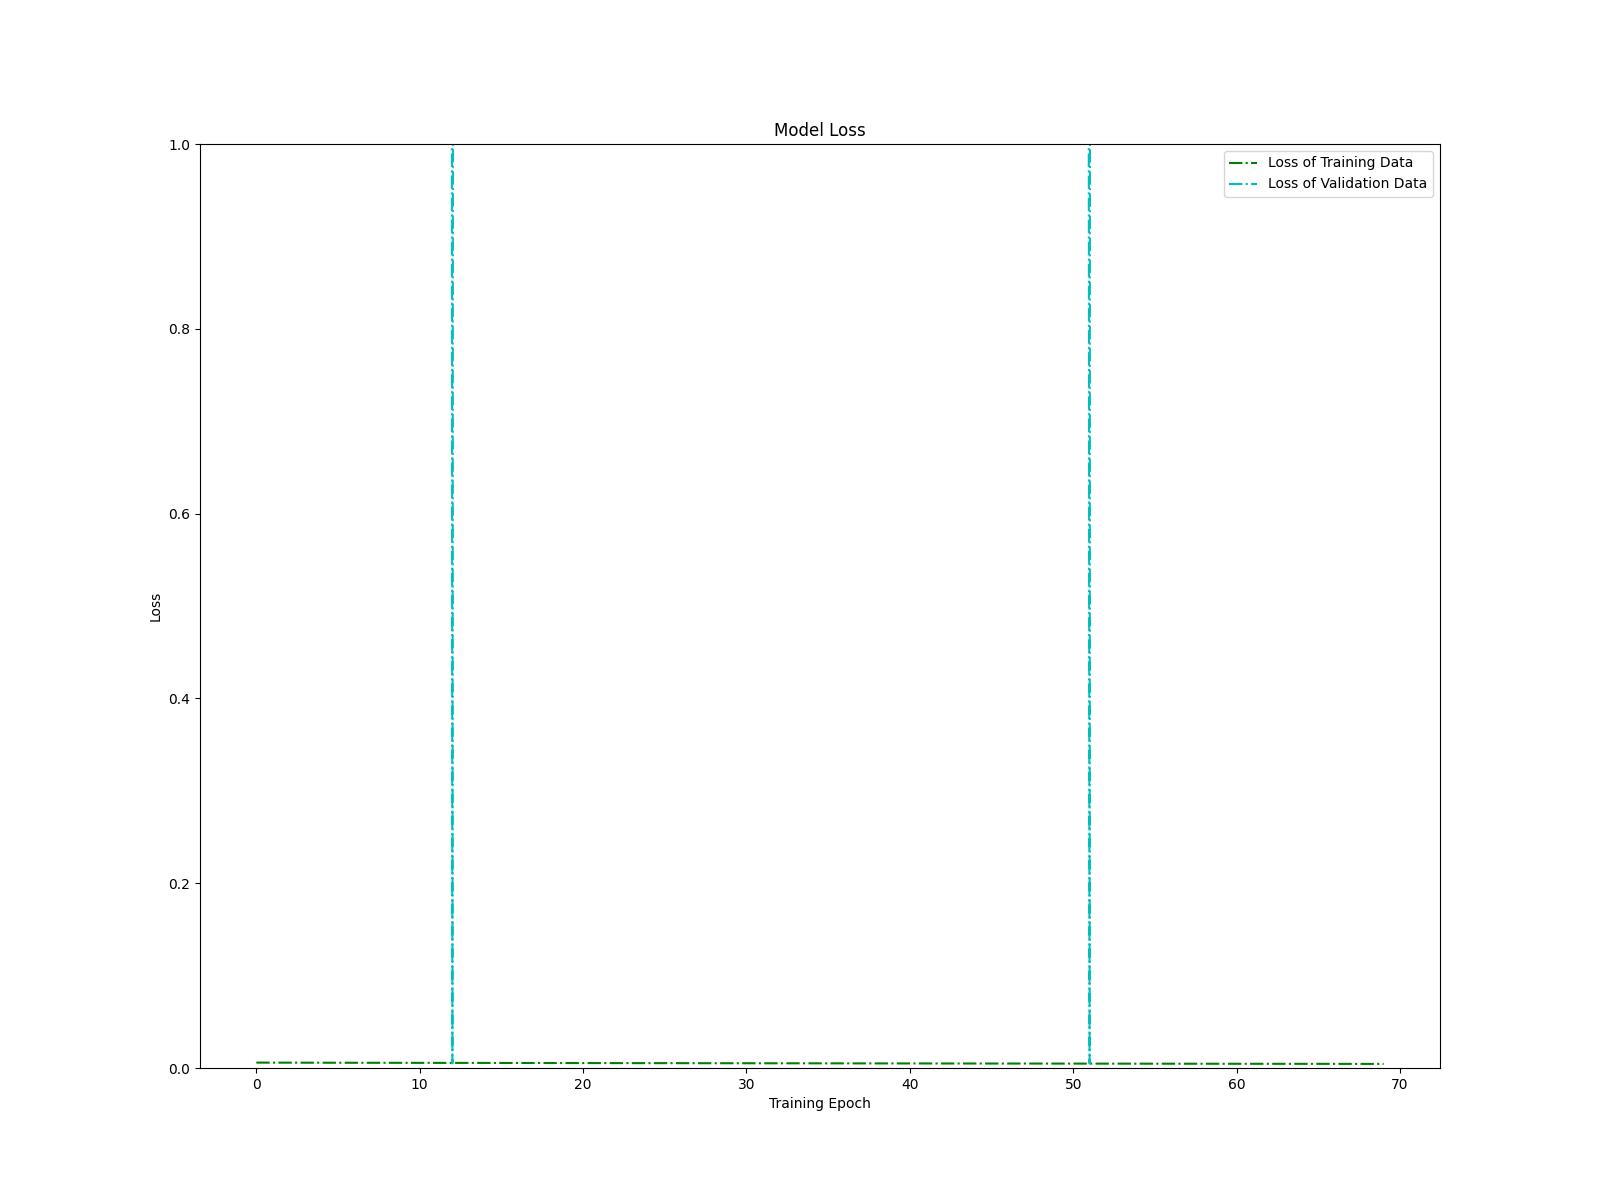 Model Loss
1.0
0.8
0.6
0.4
0.2
0.0
Loss
Loss of Training Data
Loss of Validation Data
0 10 20 30 40 50 60 70
Training Epoch